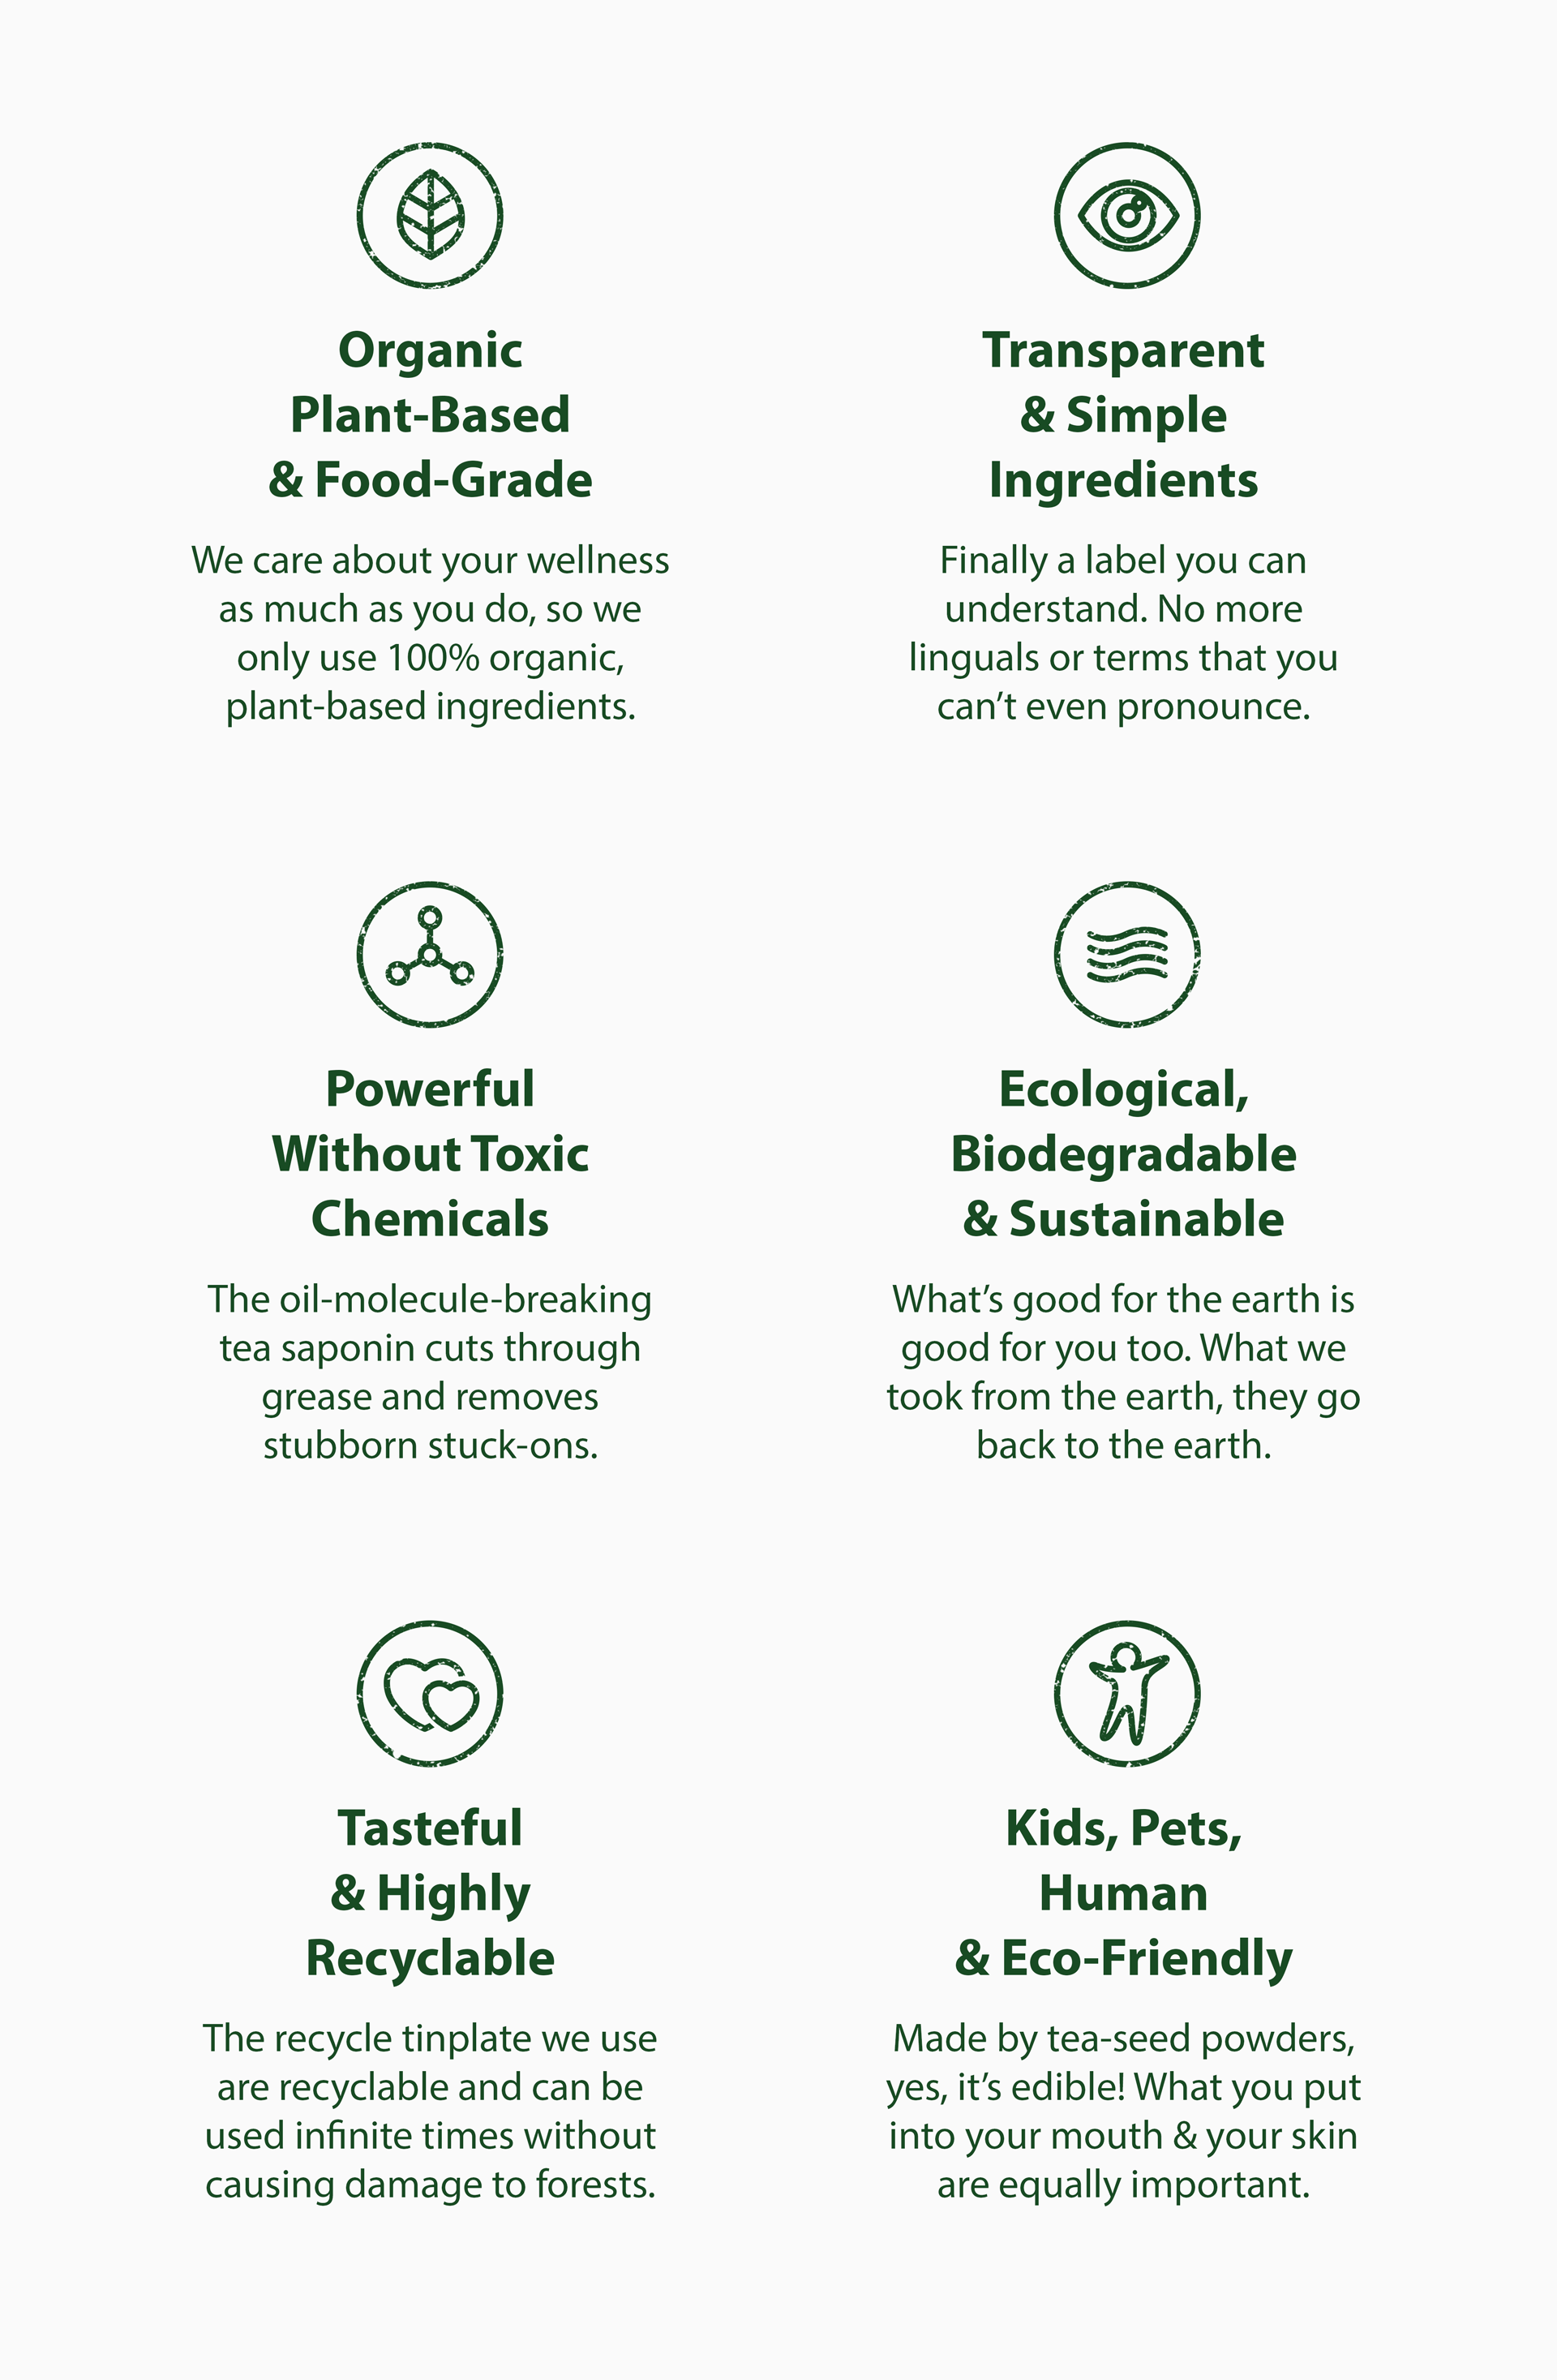 Organic
Plant-Based
& Food-Grade
We care about your wellness
as much as you do, so we
only use 100% organic,
plant-based ingredients.
Transparent
& Simple
Ingredients
Finally a label you can
understand. No more
linguals or terms that you
can’t even pronounce.
Powerful
Without Toxic
Chemicals
The oil-molecule-breaking
tea saponin cuts through
grease and removes
stubborn stuck-ons.
Ecological,
Biodegradable
& Sustainable
What’s good for the earth is
good for you too. What we
took from the earth, they go
back to the earth.
Tasteful
& Highly
Recyclable
The recycle tinplate we use
are recyclable and can be
used infinite times without
causing damage to forests.
Kids, Pets,
Human
& Eco-Friendly
Made by tea-seed powders,
yes, it’s edible! What you put
into your mouth & your skin
are equally important.